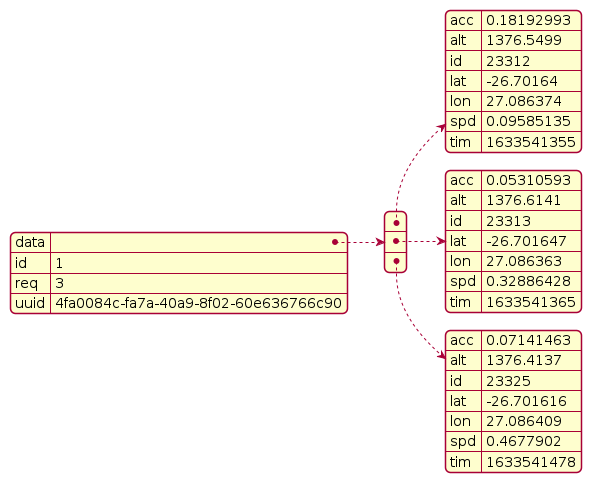 acc 0.18192993
alt 1376.5499
id 23312
lat -26.70164
lon 27.086374
spd 0.09585135
tim 1633541355
acc 0.05310593
alt 1376.6141
id 23313
lat -26.701647
lon 27.086363
spd 0.32886428
tim 1633541365
data
id 1
req 3
uuid 4fa0084c-fa7a-40a9-8f02-60e636766c90
acc 0.07141463
alt 1376.4137
id 23325
lat -26.701616
lon 27.086409
spd 0.4677902
tim 1633541478